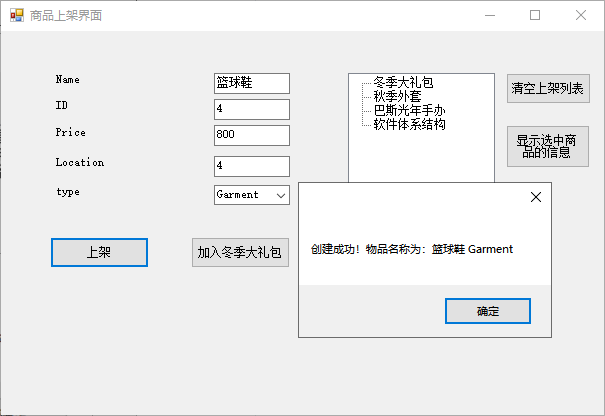 商品上架界面
Name
篮球鞋
ID
4
Price
800
Location
4
type
Garment
上架
加入冬季大礼包
冬季大礼包
秋季外套
巴斯光年手办
软件体系结构
清空上架列表
显示选中商
品的信息
创建成功！物品名称为：篮球鞋 Garment
确定